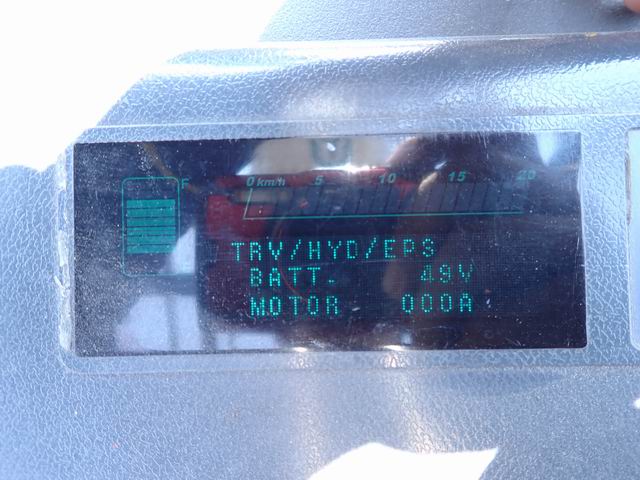 F
0 km/h 5 10 15 20
TRV/HYD/EPS
BATT. 49V
MOTOR 000A